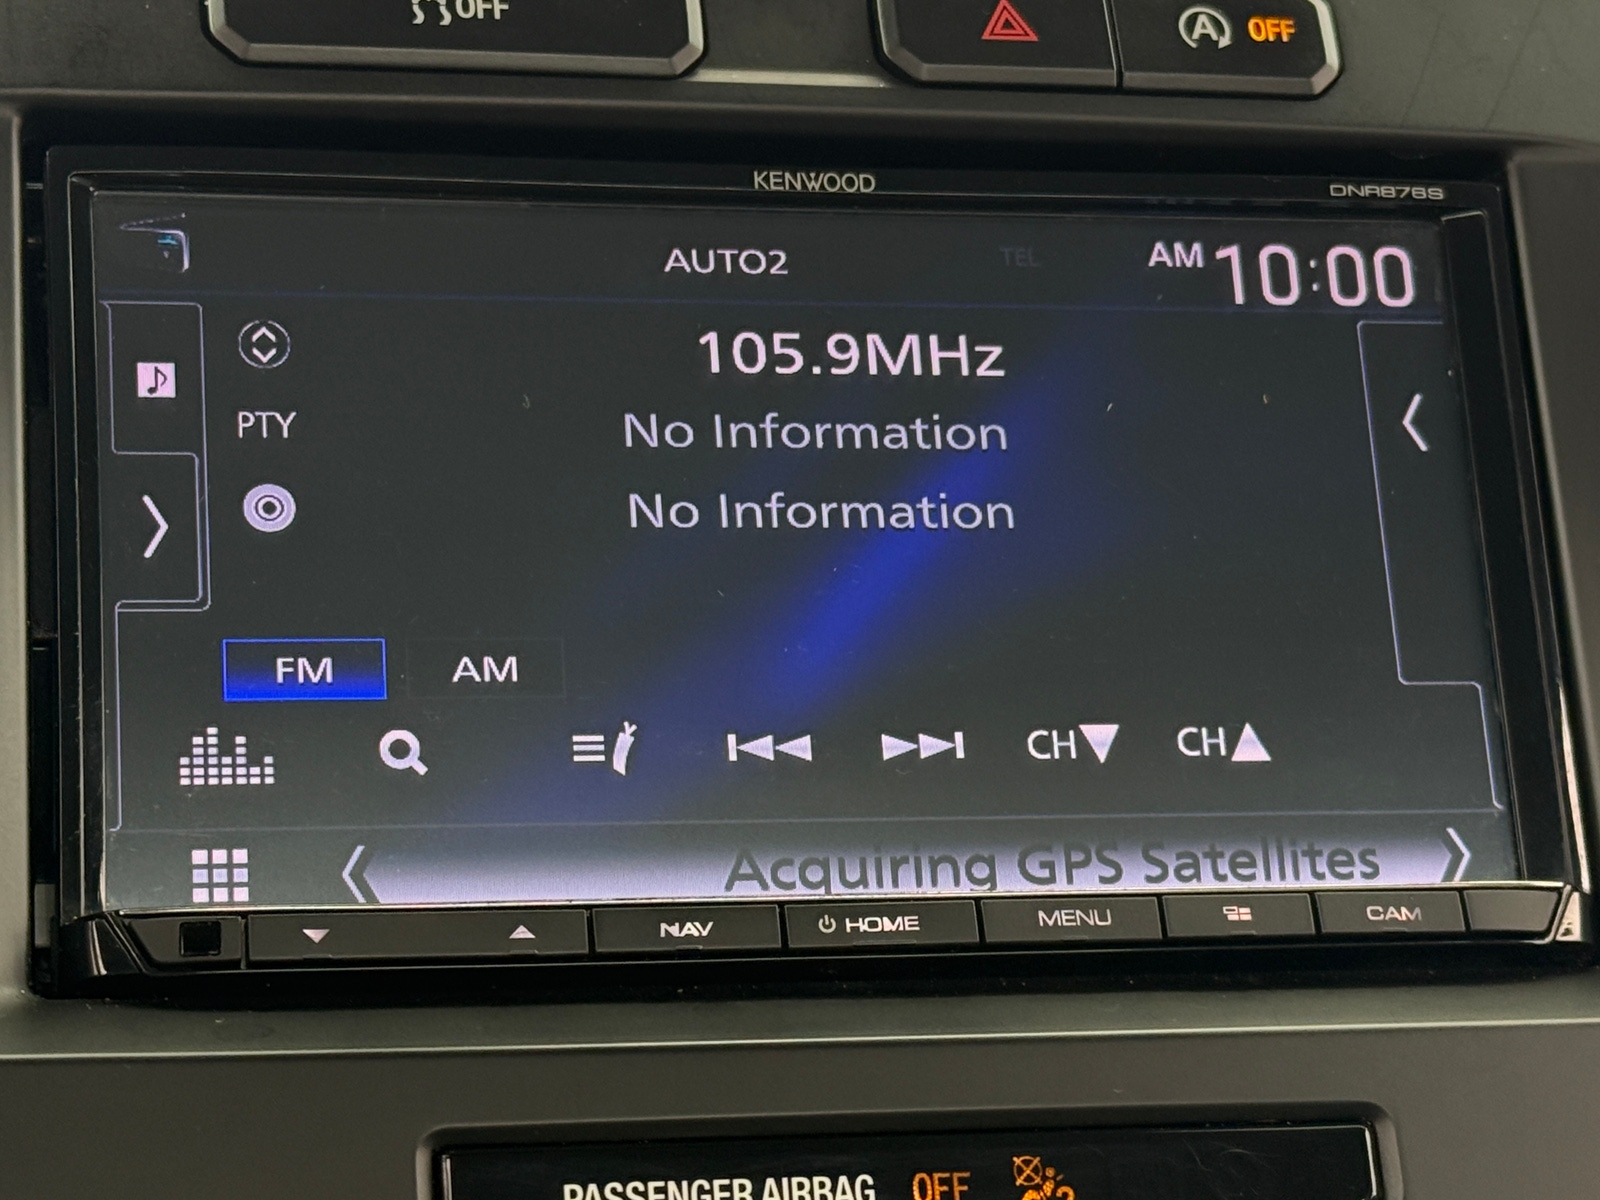 OFF
A OFF
KENWOOD
DNR876S
AUTO2
TEL
AM 10:00
105.9MHz
PTY
No Information
No Information
FM
AM
CH▼
CH▲
Acquiring GPS Satellites
NAV
HOME
MENU
CAM
PASSENGER AIRBAG OFF
2